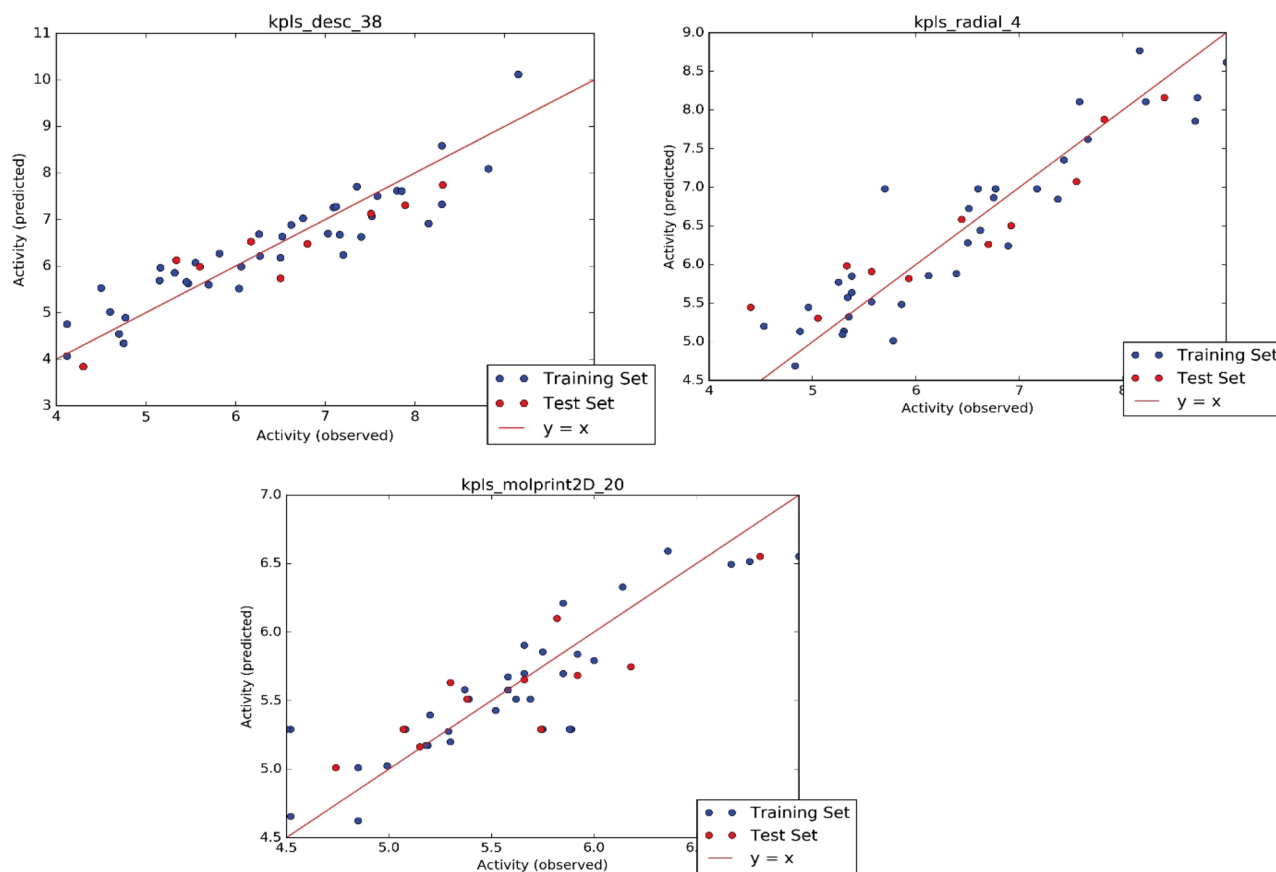 kpls_desc_38
11
10
9
8
7
6
5
4
3
4
5
6
7
8
Activity (predicted)
Activity (observed)
Training Set
Test Set
y = x
kpls_radial_4
9.0
8.5
8.0
7.5
7.0
6.5
6.0
5.5
5.0
4.5
4
5
6
7
8
Activity (predicted)
Activity (observed)
Training Set
Test Set
y = x
kpls_molprint2D_20
7.0
6.5
6.0
5.5
5.0
4.5
4.5
5.0
5.5
6.0
Activity (predicted)
Activity (observed)
Training Set
Test Set
y = x